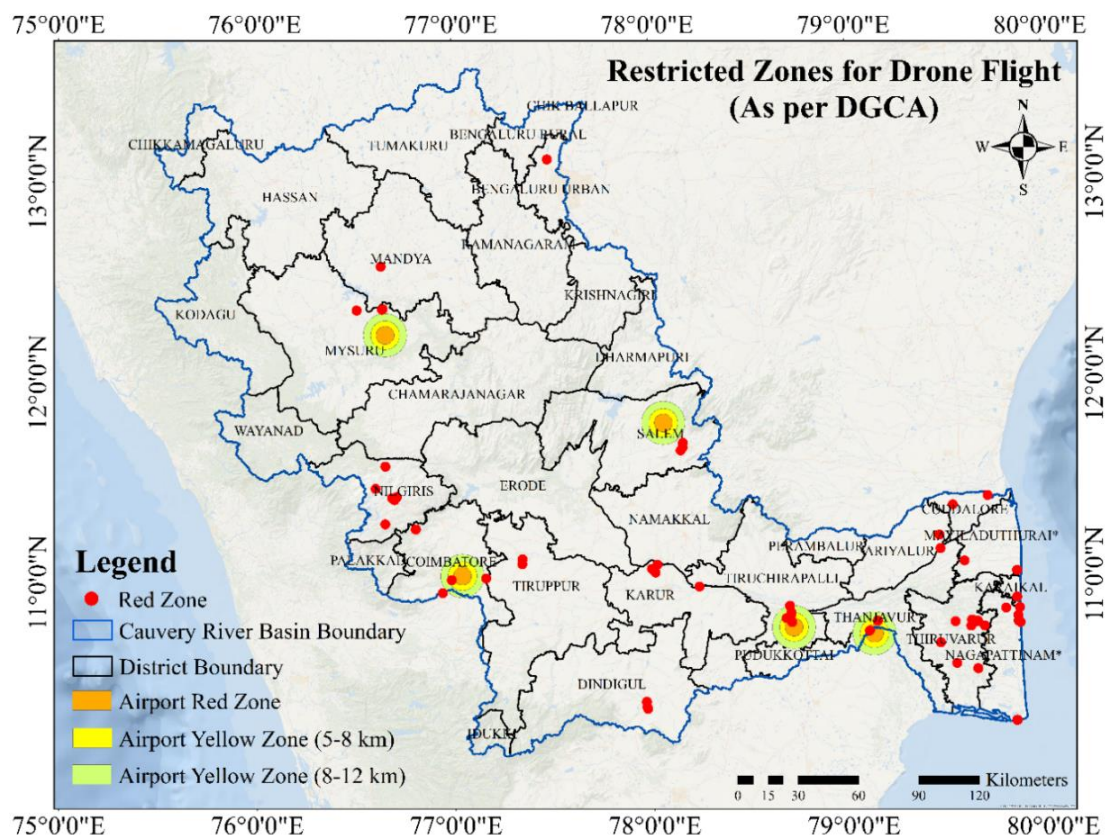 75°0'0"E 76°0'0"E 77°0'0"E 78°0'0"E 79°0'0"E 80°0'0"E
Restricted Zones for Drone Flight
(As per DGCA)
N
W E
S
13°0'0"N
12°0'0"N
11°0'0"N
13°0'0"N
12°0'0"N
11°0'0"N
CHIK BALLAPUR
BENGALURU RURAL
CHIKKAMAGALURU
TUMAKURU
BENGALURU URBAN
HASSAN
RAMANAGARAM
MANDYA
KRISHNAGIRI
KODAGU
MYSURU
DHARMAPURI
CHAMARAJANAGAR
WAYANAD
SALEM
NILGIRIS
ERODE
CUDDALORE
NAMAKKAL
MAYILADUTHURAI*
PERAMBALUR
ARIYALUR
PALAKKAD
COIMBATORE
TIRUPPUR
KARUR
TIRUCHIRAPALLI
KARAIKAL
THANJAVUR
THIRUVARUR
PUDUKKOTTAI
NAGAPATTINAM*
DINDIGUL
IDUKKI
Legend
Red Zone
Cauvery River Basin Boundary
District Boundary
Airport Red Zone
Airport Yellow Zone (5-8 km)
Airport Yellow Zone (8-12 km)
Kilometers
0 15 30 60 90 120
75°0'0"E 76°0'0"E 77°0'0"E 78°0'0"E 79°0'0"E 80°0'0"E